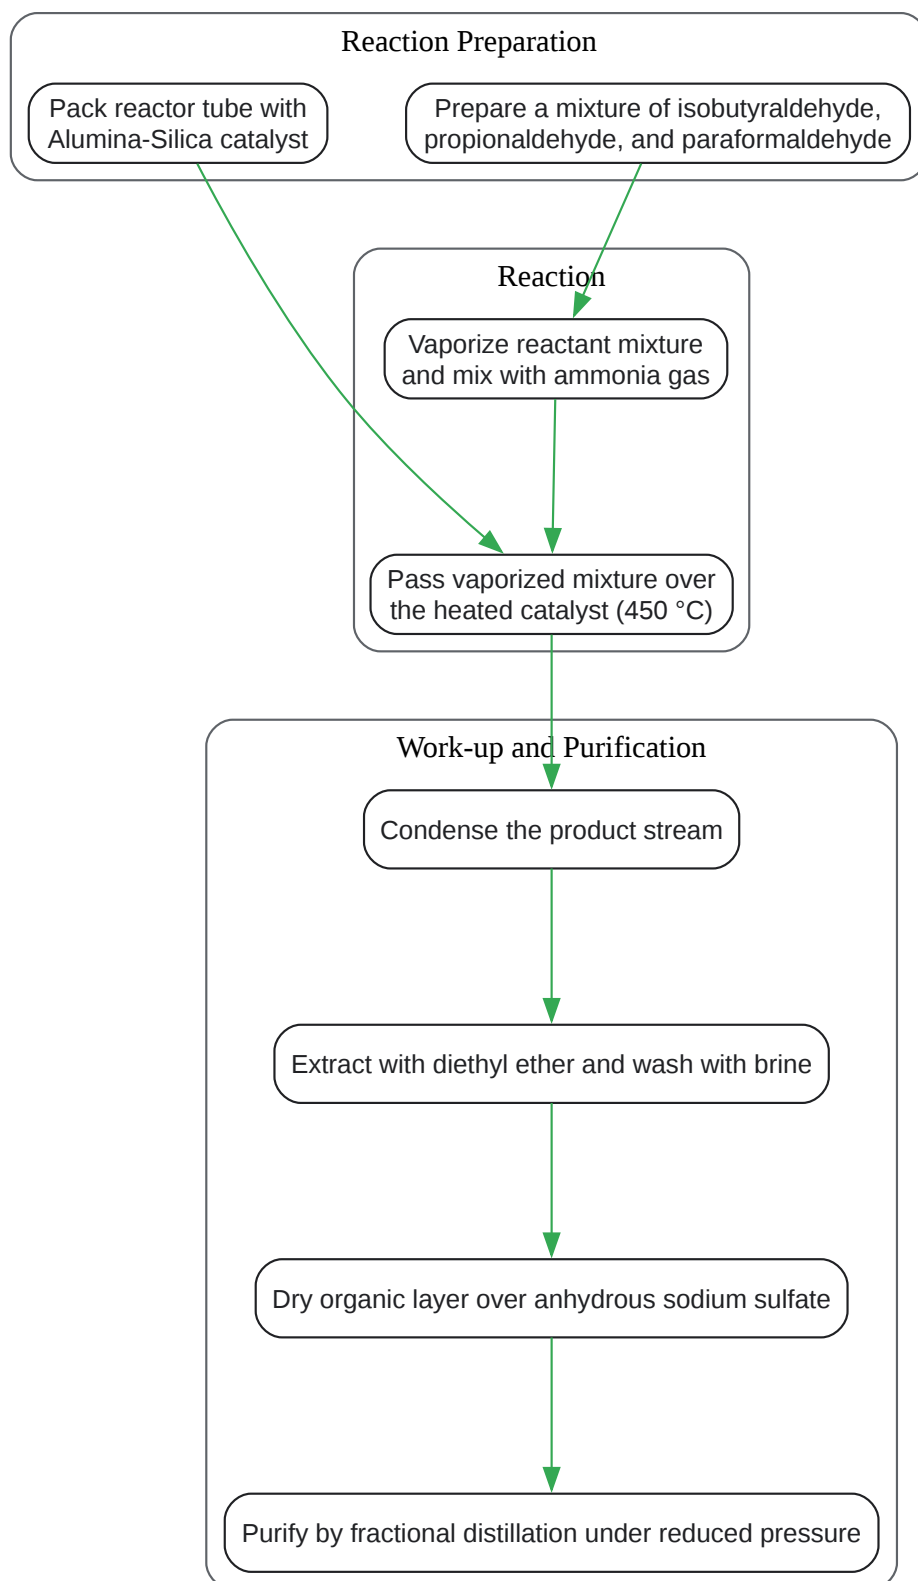 Reaction Preparation
Pack reactor tube with
Alumina-Silica catalyst
Prepare a mixture of isobutyraldehyde,
propionaldehyde, and paraformaldehyde
Reaction
Vaporize reactant mixture
and mix with ammonia gas
Pass vaporized mixture over
the heated catalyst (450 °C)
Work-up and Purification
Condense the product stream
Extract with diethyl ether and wash with brine
Dry organic layer over anhydrous sodium sulfate
Purify by fractional distillation under reduced pressure